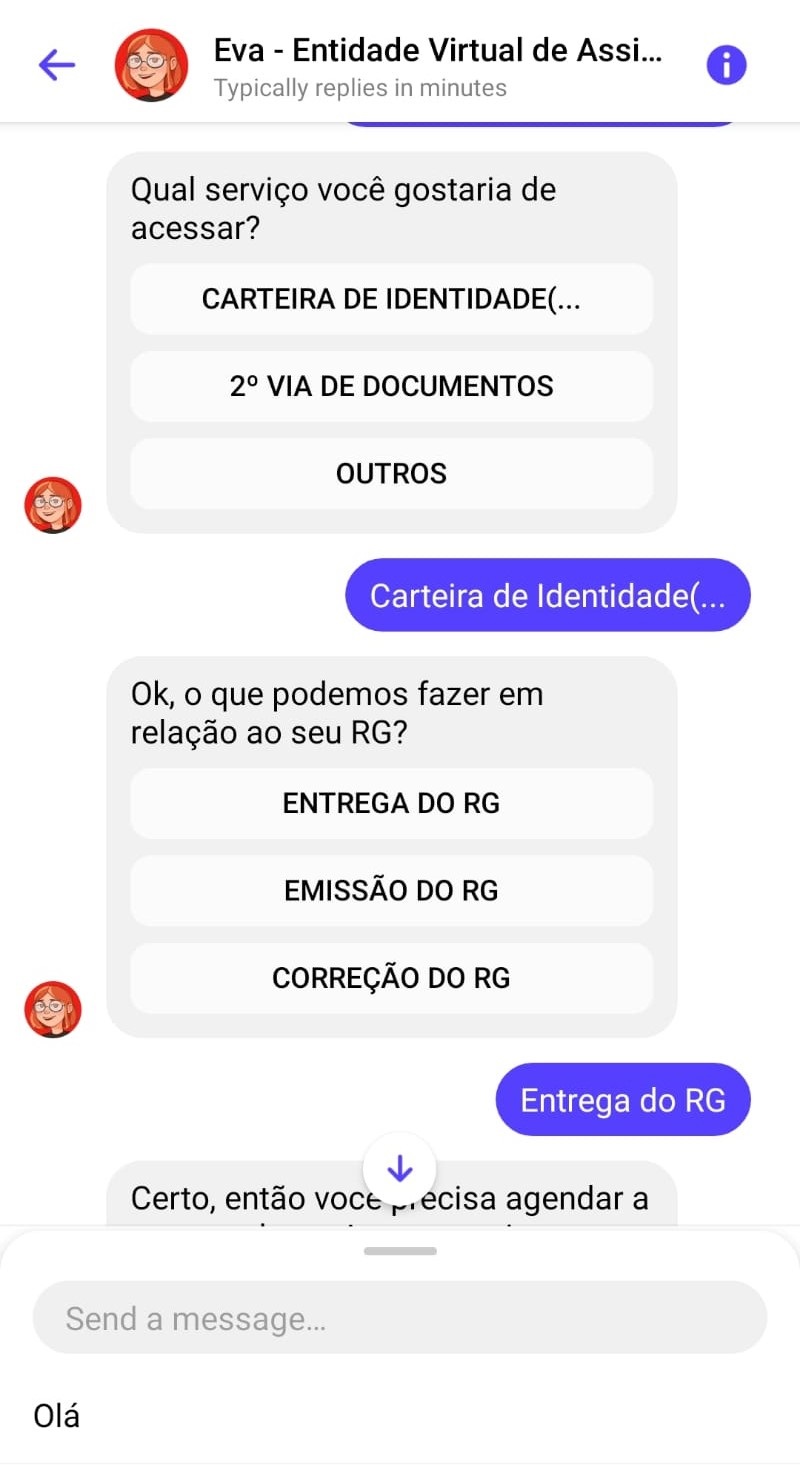 Eva - Entidade Virtual de Assi...
Typically replies in minutes
Qual serviço você gostaria de
acessar?
CARTEIRA DE IDENTIDADE(...
2º VIA DE DOCUMENTOS
OUTROS
Carteira de Identidade(...
Ok, o que podemos fazer em
relação ao seu RG?
ENTREGA DO RG
EMISSÃO DO RG
CORREÇÃO DO RG
Entrega do RG
Certo, então você precisa agendar a
Send a message...
Olá